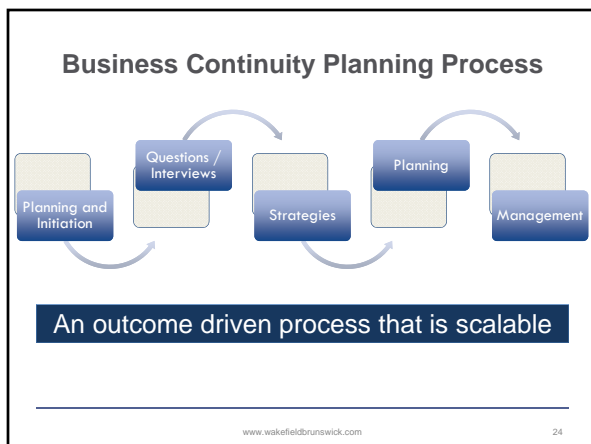 Business Continuity Planning Process
Planning and
Initiation
Questions /
Interviews
Strategies
Planning
Management
An outcome driven process that is scalable
www.wakefieldbrunswick.com
24